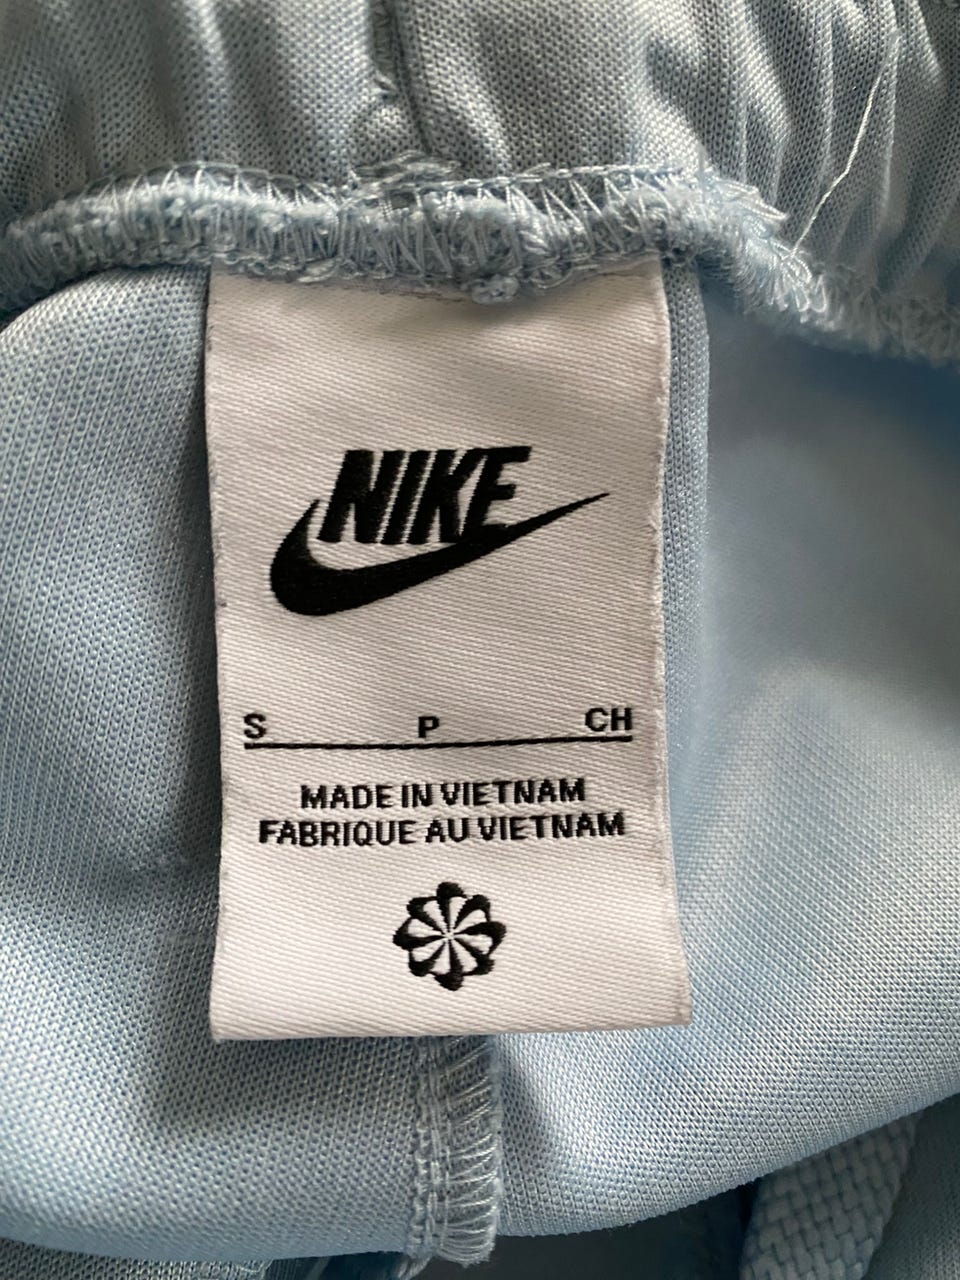 NIKE
S P CH
MADE IN VIETNAM
FABRIQUE AU VIETNAM